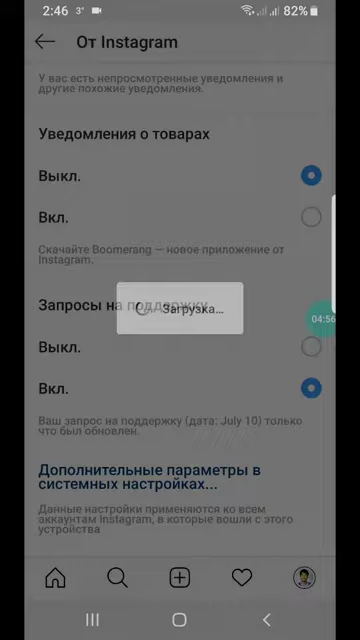 2:46 3° 82%
От Instagram
У вас есть непросмотренные уведомления и
другие похожие уведомления.
Уведомления о товарах
Выкл.
Вкл.
Скачайте Boomerang — новое приложение от
Instagram.
Запросы на поддержку
Загрузка...
04:56
Выкл.
Вкл.
Ваш запрос на поддержку (дата: July 10) только
что был обновлен.
Дополнительные параметры в
системных настройках...
Данные настройки применяются ко всем
аккаунтам Instagram, в которые вошли с этого
устройства